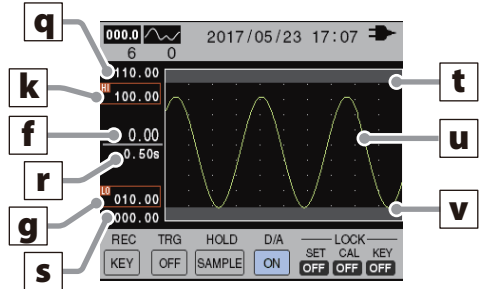 000.0 2017/05/23 17:07
6 0
q 110.00
k HI 100.00 t
f 0.00 u
r 0.50s
g LO 010.00 v
s 000.00
REC TRG HOLD D/A LOCK
SET CAL KEY
KEY OFF SAMPLE ON OFF OFF OFF